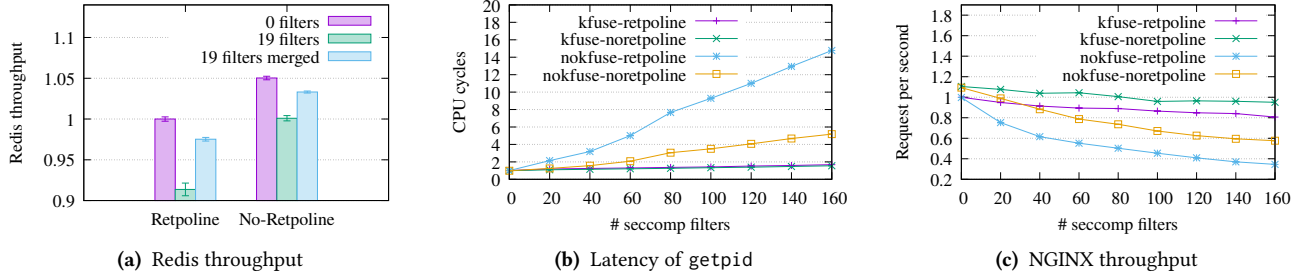 Redis throughput
1.1
1.05
1
0.95
0.9
0 filters
19 filters
19 filters merged
Retpoline
No-Retpoline
(a) Redis throughput
CPU cycles
20
18
16
14
12
10
8
6
4
2
0
kfuse-retpoline
kfuse-noretpoline
nokfuse-retpoline
nokfuse-noretpoline
0 20 40 60 80 100 120 140 160
# seccomp filters
(b) Latency of getpid
Request per second
1.8
1.6
1.4
1.2
1
0.8
0.6
0.4
0.2
kfuse-retpoline
kfuse-noretpoline
nokfuse-retpoline
nokfuse-noretpoline
0 20 40 60 80 100 120 140 160
# seccomp filters
(c) NGINX throughput